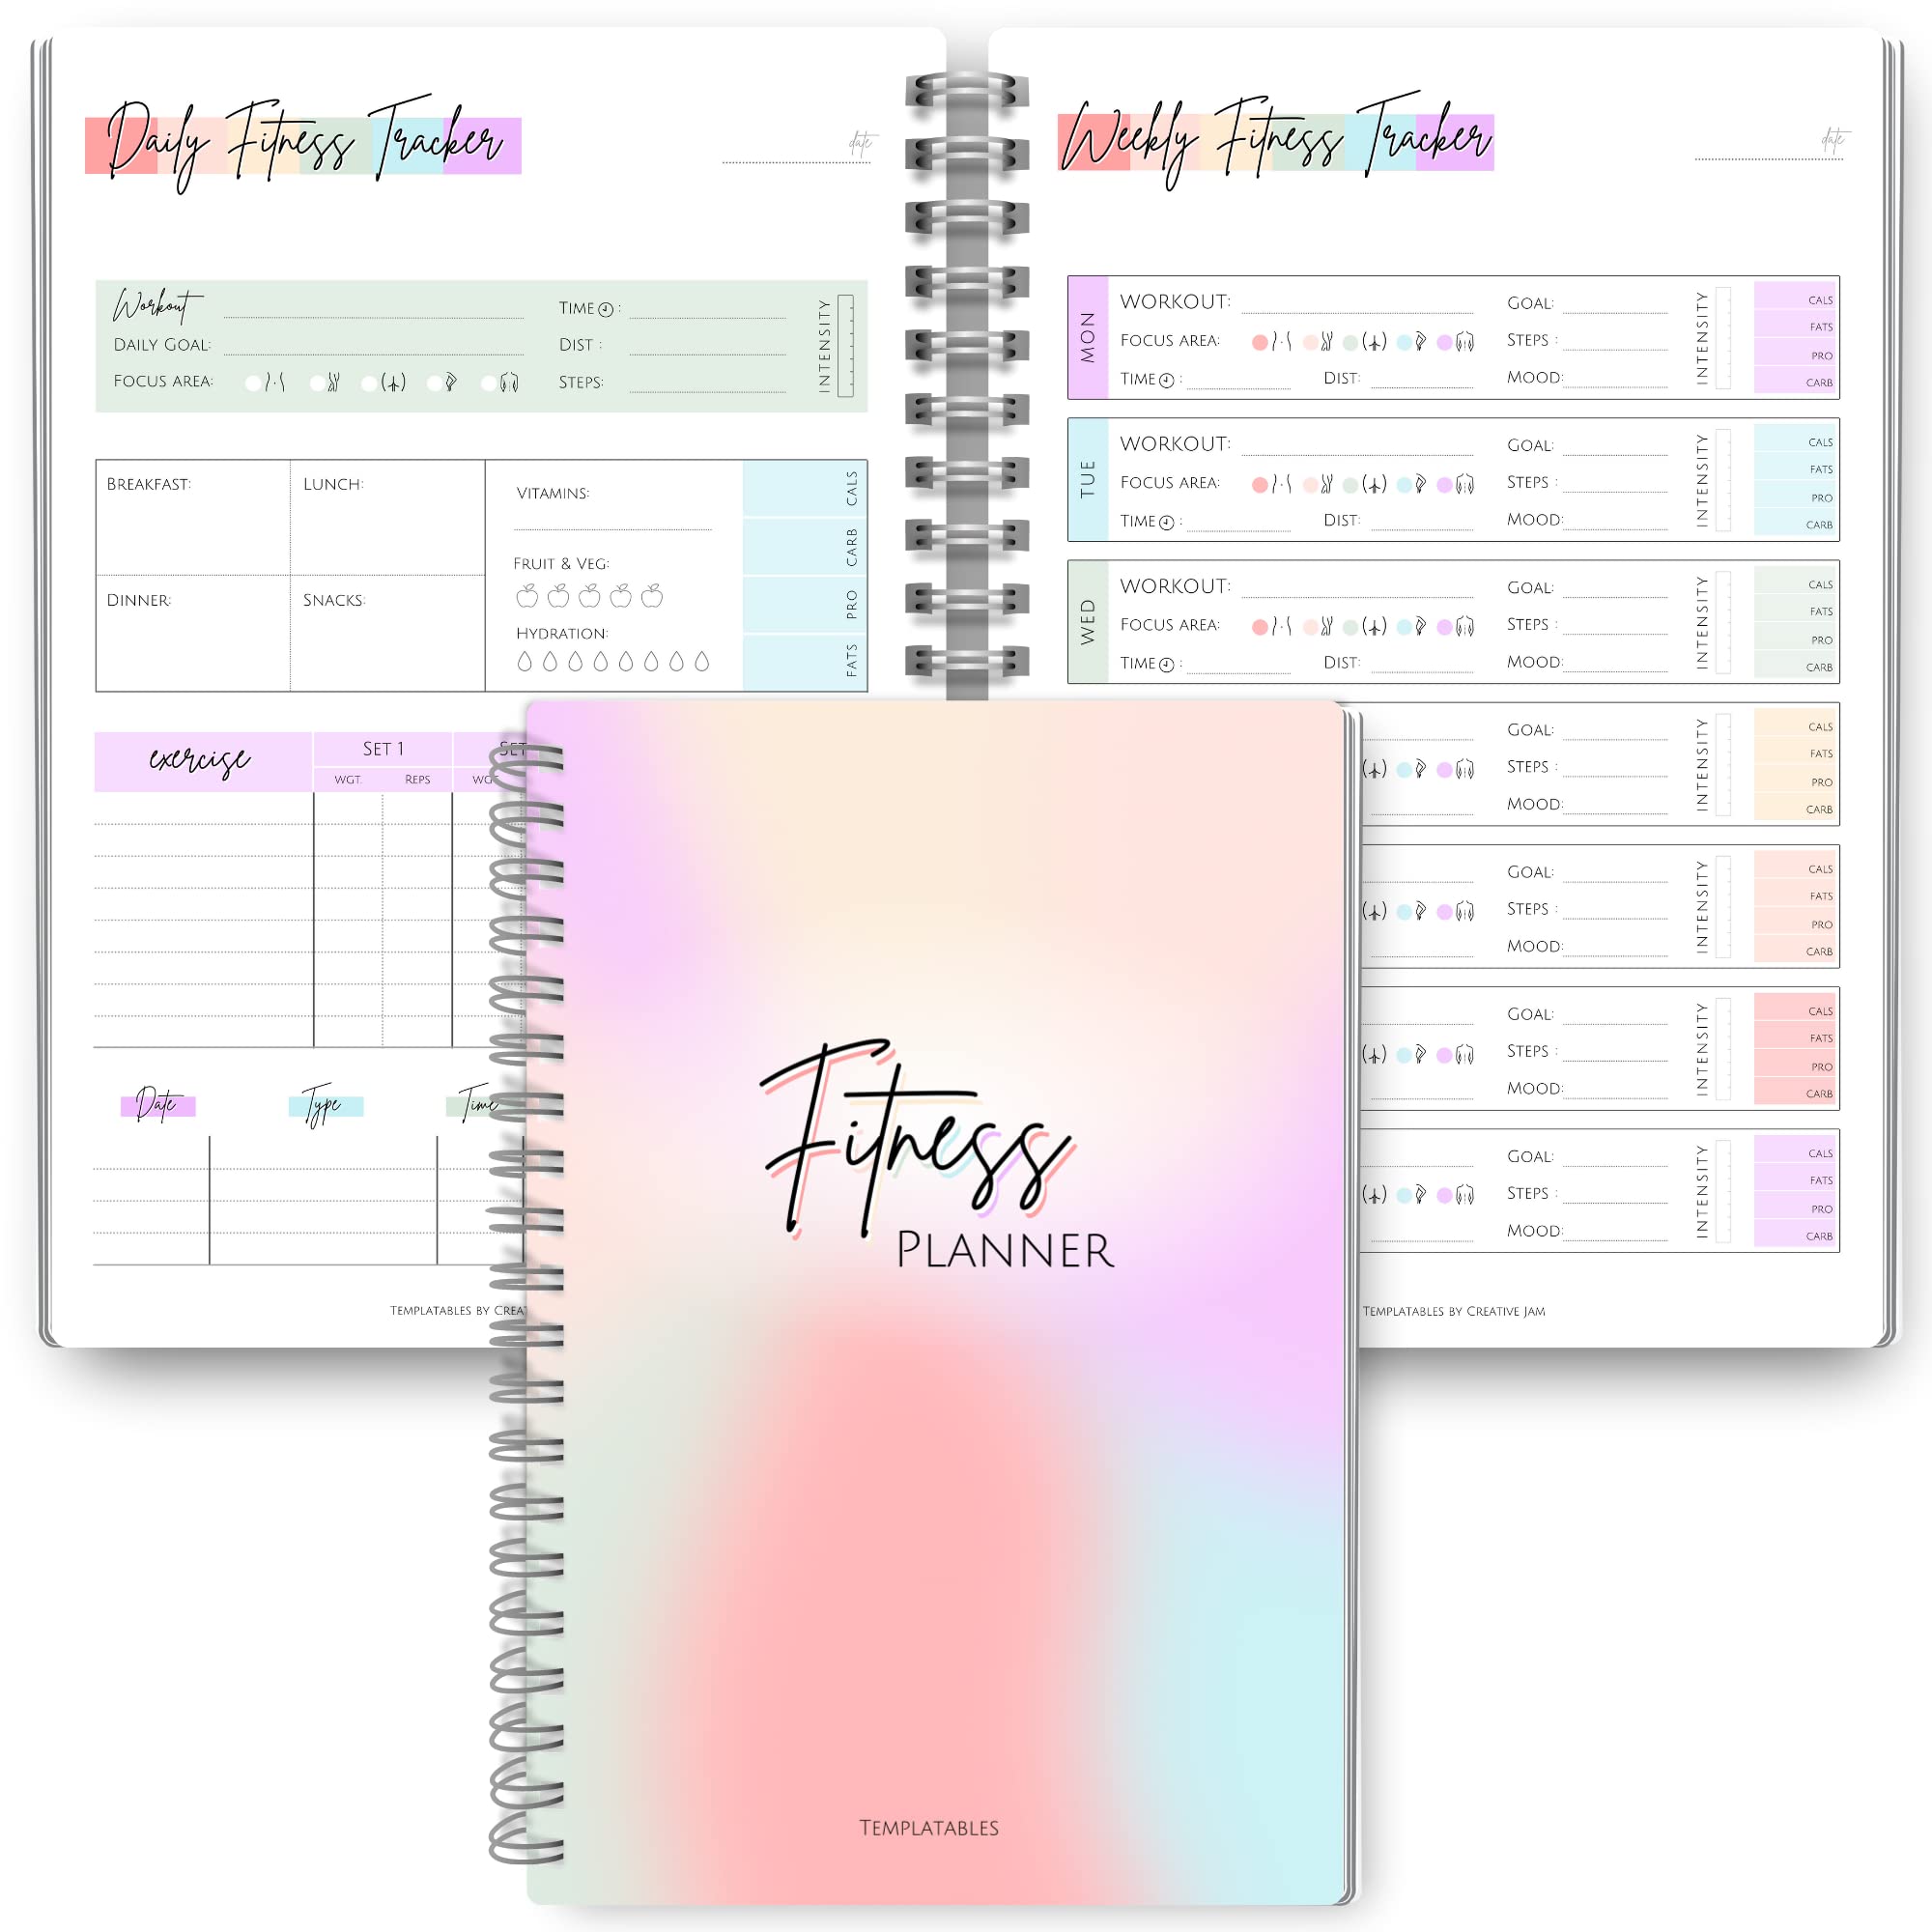 Daily Fitness Tracker
date
Workout
TIME :
INTENSITY
DAILY GOAL:
DIST :
FOCUS AREA:
STEPS:
BREAKFAST:
LUNCH:
VITAMINS:
CALS
FRUIT & VEG:
CARB
DINNER:
SNACKS:
PRO
HYDRATION:
FATS
exercise
SET 1
SET
WGT.
REPS
Date
Type
Time
TEMPLATABLES BY
Weekly Fitness Tracker
date
MON
WORKOUT:
GOAL:
INTENSITY
CALS
FATS
FOCUS AREA:
STEPS :
PRO
TIME :
DIST:
MOOD:
CARB
TUE
WORKOUT:
GOAL:
INTENSITY
CALS
FATS
FOCUS AREA:
STEPS :
PRO
TIME :
DIST:
MOOD:
CARB
WED
WORKOUT:
GOAL:
INTENSITY
CALS
FATS
FOCUS AREA:
STEPS :
PRO
TIME :
DIST:
MOOD:
CARB
GOAL:
INTENSITY
CALS
FATS
STEPS :
PRO
MOOD:
CARB
GOAL:
INTENSITY
CALS
FATS
STEPS :
PRO
MOOD:
CARB
GOAL:
INTENSITY
CALS
FATS
STEPS :
PRO
MOOD:
CARB
GOAL:
INTENSITY
CALS
FATS
STEPS :
PRO
MOOD:
CARB
TEMPLATABLES BY CREATIVE JAM
Fitness
PLANNER
TEMPLATABLES